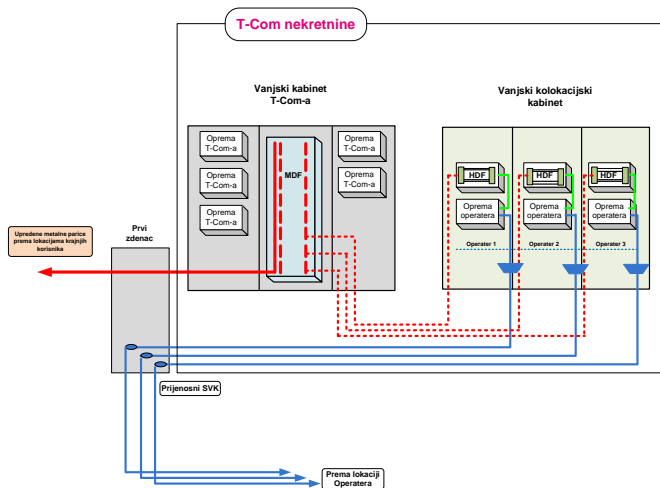 T-Com nekretnine
Vanjski kabinet
T-Com-a
Vanjski kolokacijski
kabinet
Oprema
T-Com-a
Oprema
T-Com-a
Oprema
T-Com-a
MDF
Oprema
T-Com-a
Oprema
T-Com-a
HDF
HDF
HDF
Oprema
operatera
Oprema
operatera
Oprema
operatera
Operater 1
Operater 2
Operater 3
Prvi
zdenac
Upredene metalne parice
prema lokacijama krajnjih
korisnika
Prijenosni SVK
Prema lokaciji
Operatera